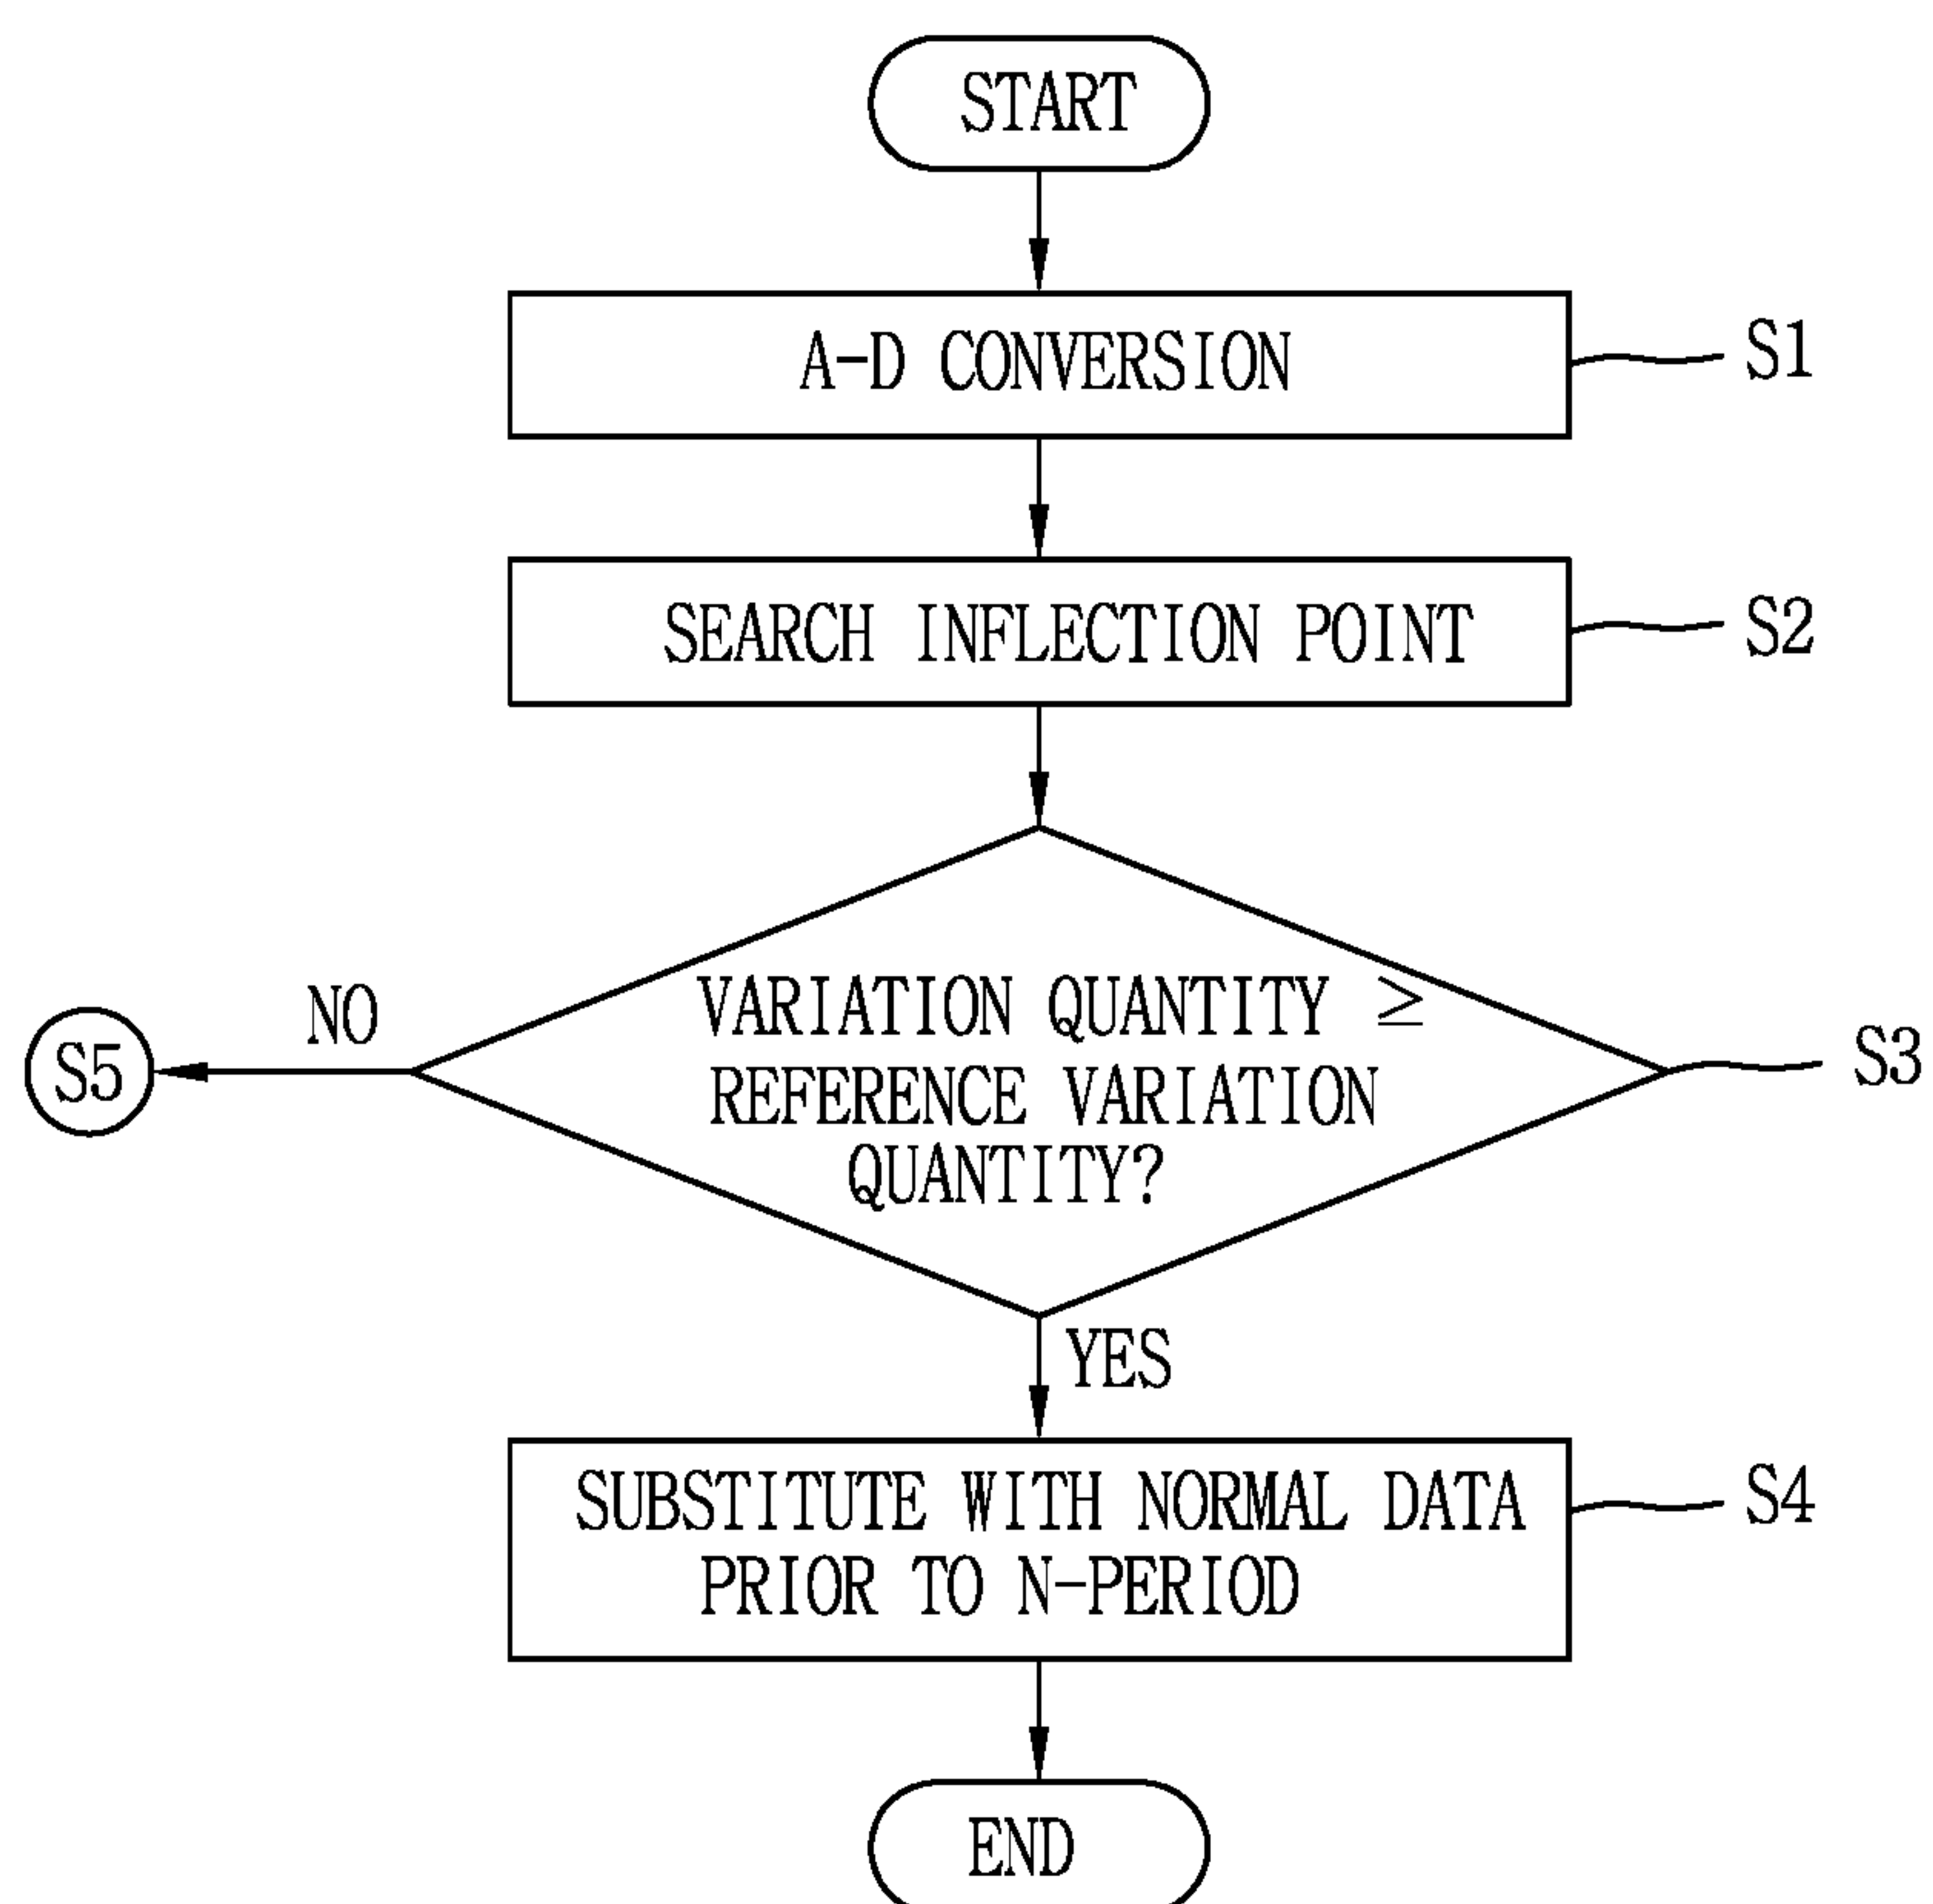 START
A-D CONVERSION
S1
SEARCH INFLECTION POINT
S2
VARIATION QUANTITY ≥
REFERENCE VARIATION
QUANTITY?
S3
NO
S5
YES
SUBSTITUTE WITH NORMAL DATA
PRIOR TO N-PERIOD
S4
END